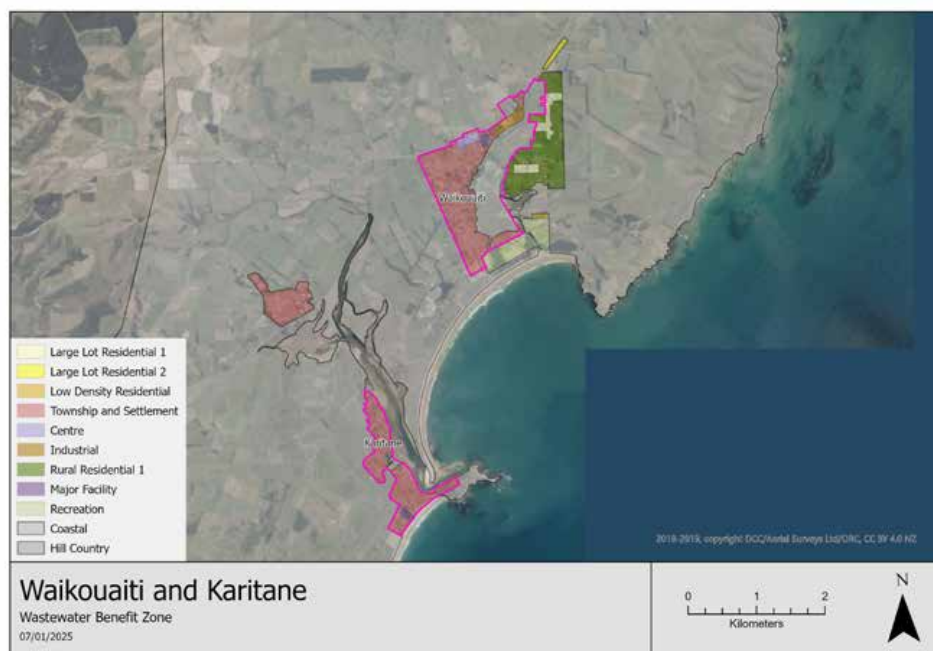 Waikouaiti
Karitane
Large Lot Residential 1
Large Lot Residential 2
Low Density Residential
Township and Settlement
Centre
Industrial
Rural Residential 1
Major Facility
Recreation
Coastal
Hill Country
2018-2019, copyright DCC/Aerial Surveys Ltd/ORC, CC BY 4.0 NZ
Waikouaiti and Karitane
Wastewater Benefit Zone
07/01/2025
0 1 2
Kilometers
N